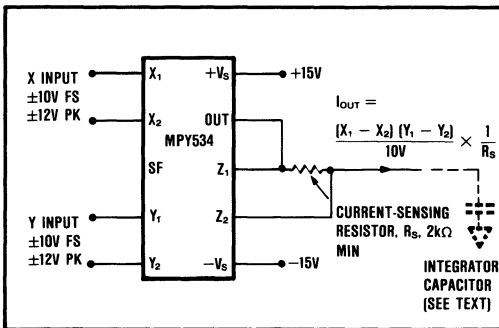 X INPUT
±10V FS
±12V PK
X₁
X₂
SF
Y INPUT
±10V FS
±12V PK
Y₁
Y₂
MPY534
+Vₛ
OUT
Z₁
Z₂
−Vₛ
+15V
−15V
I_OUT =
(X₁ − X₂) (Y₁ − Y₂)
10V
× 1
Rₛ
CURRENT-SENSING
RESISTOR, Rₛ, 2kΩ
MIN
INTEGRATOR
CAPACITOR
(SEE TEXT)